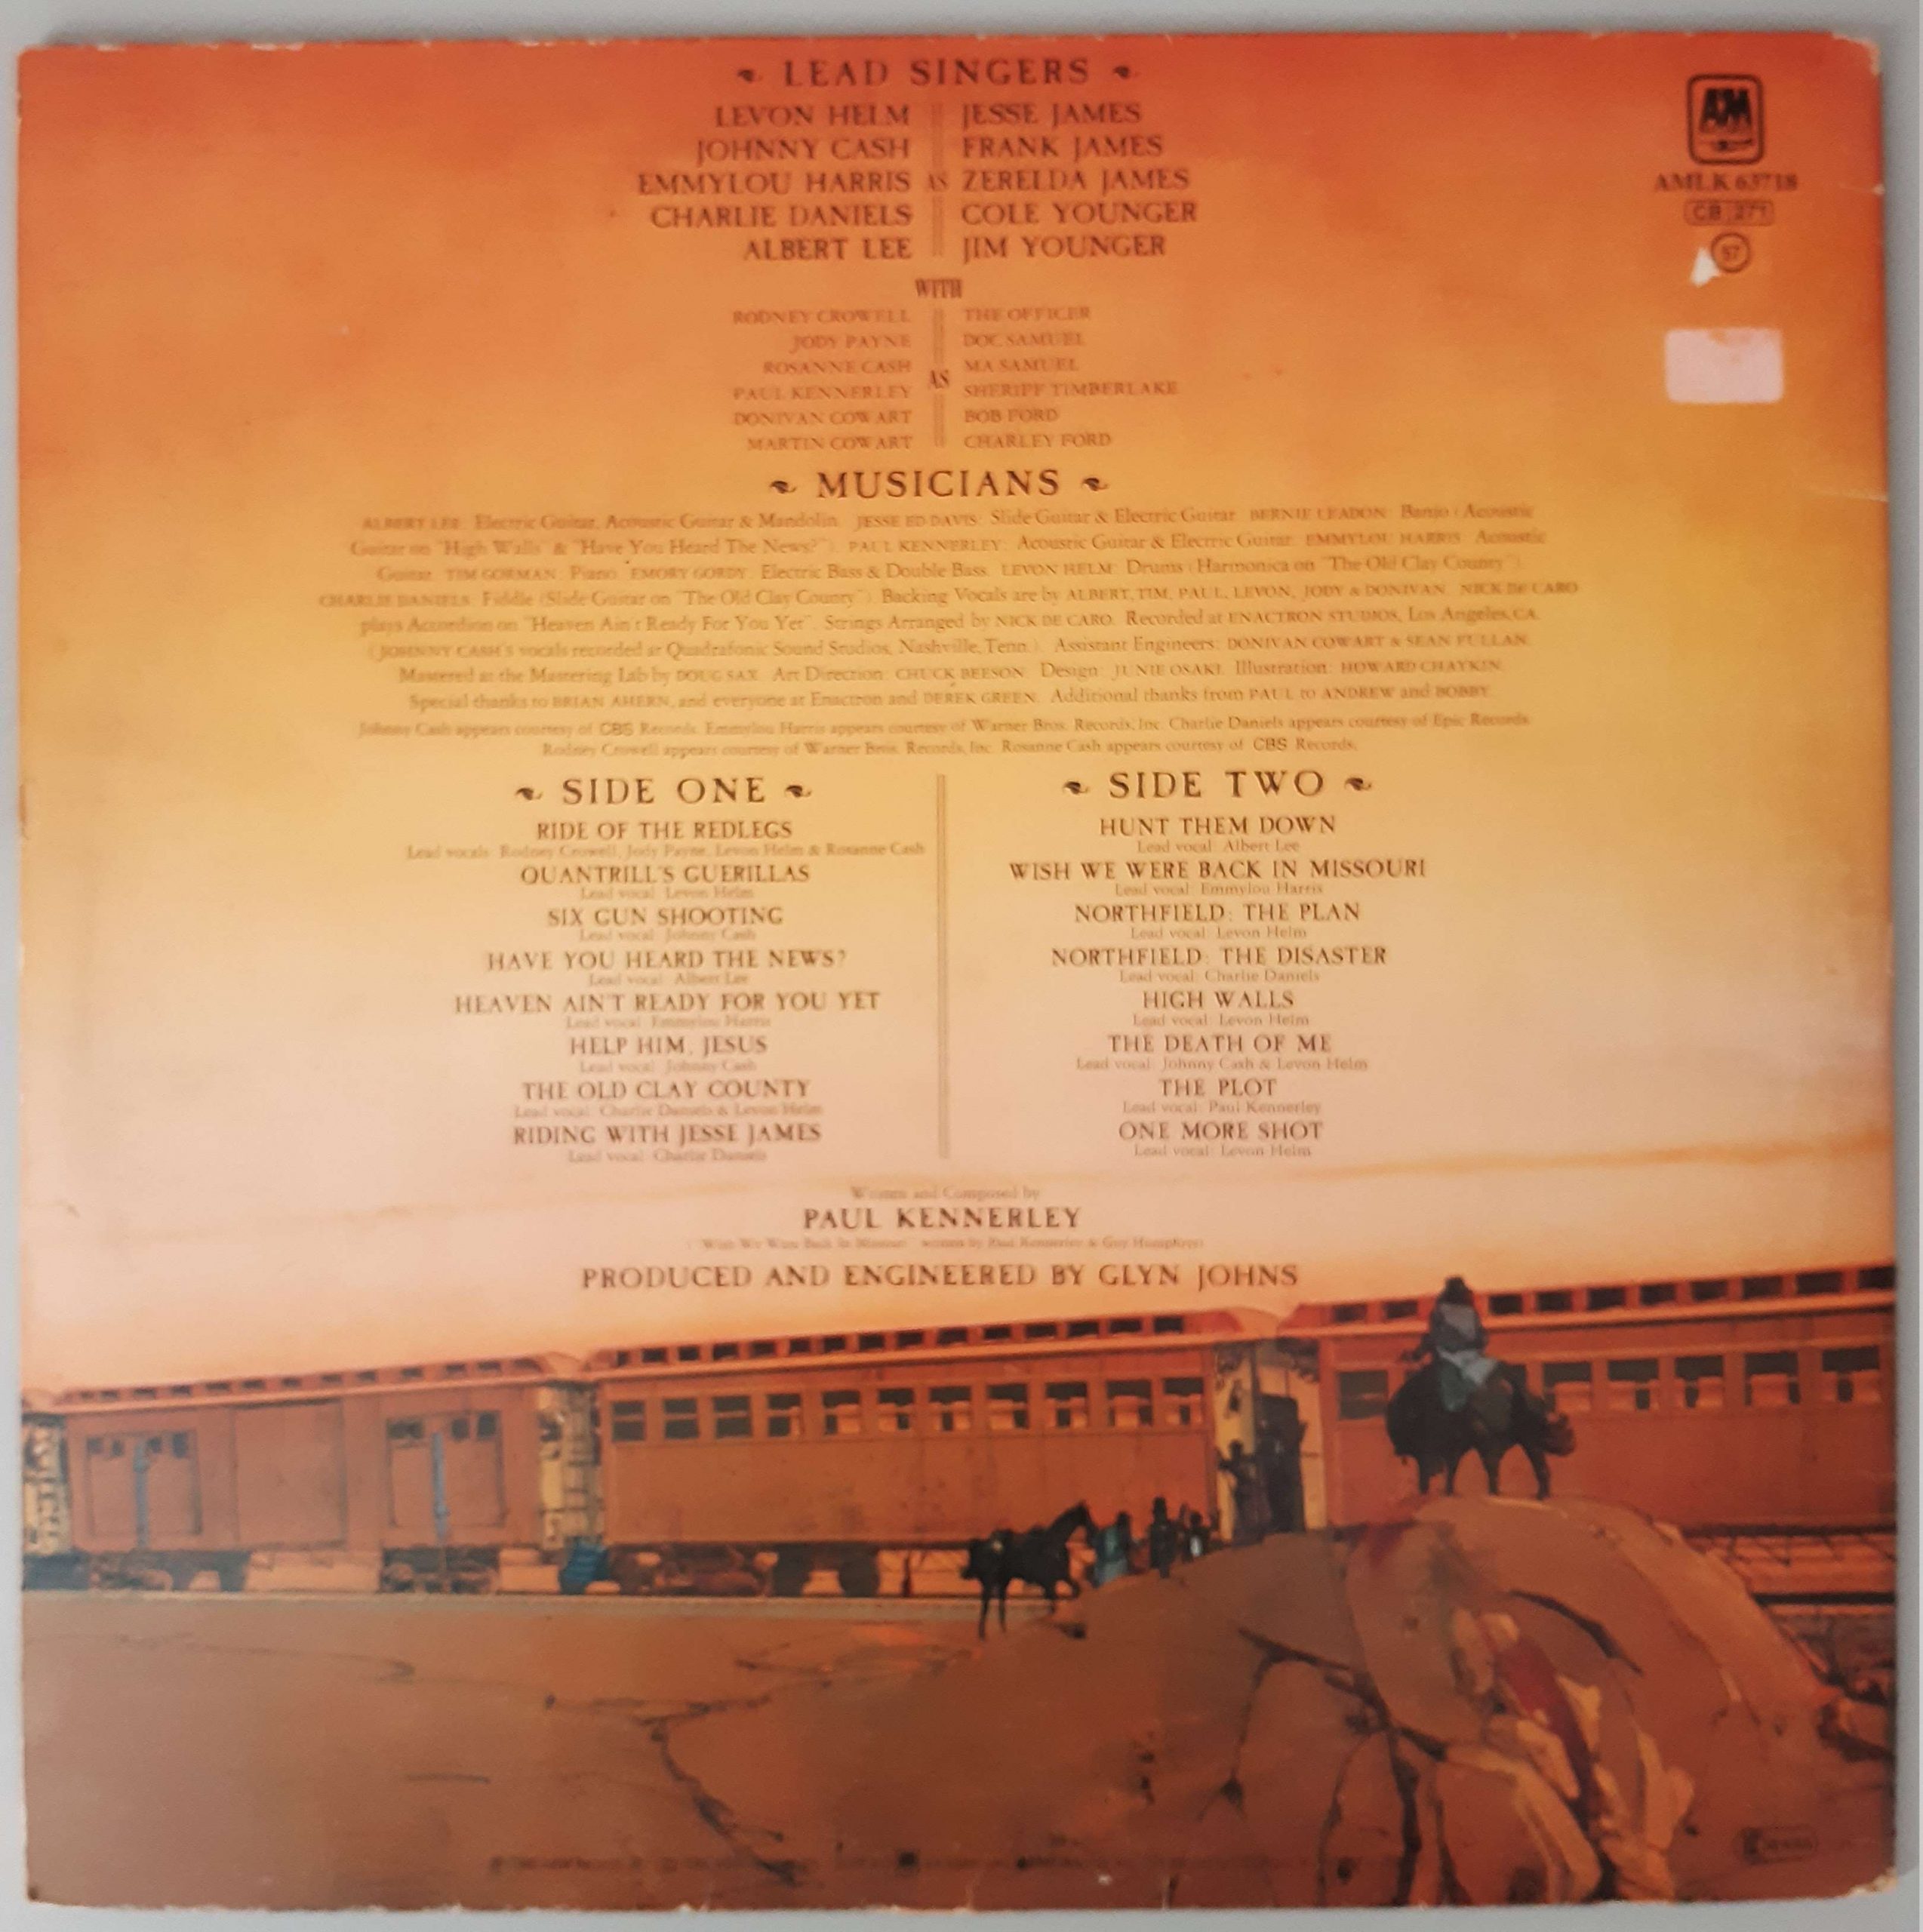 LEAD SINGERS
LEVON HELM JESSE JAMES
JOHNNY CASH FRANK JAMES
EMMYLOU HARRIS AS ZERELDA JAMES
CHARLIE DANIELS COLE YOUNGER
ALBERT LEE JIM YOUNGER
WITH
RODNEY CROWELL THE OFFICER
JODY PAYNE DOC SAMUEL
ROSANNE CASH MA SAMUEL
AS
PAUL KENNERLEY SHERIFF TIMBERLAKE
DONIVAN COWART BOB FORD
MARTIN COWART CHARLEY FORD
A&M
AMLK 63718
CB 271
57
MUSICIANS
ALBERT LEE: Electric Guitar, Acoustic Guitar & Mandolin. JESSE ED DAVIS: Slide Guitar & Electric Guitar. BERNIE LEADON: Banjo (Acoustic
Guitar on "High Walls" & "Have You Heard The News?"). PAUL KENNERLEY: Acoustic Guitar & Electric Guitar. EMMYLOU HARRIS: Acoustic
Guitar. TIM GORMAN: Piano. EMORY GORDY: Electric Bass & Double Bass. LEVON HELM: Drums (Harmonica on "The Old Clay County").
CHARLIE DANIELS: Fiddle (Slide Guitar on "The Old Clay County"). Backing Vocals are by ALBERT, TIM, PAUL, LEVON, JODY & DONIVAN. NICK DE CARO
plays Accordion on "Heaven Ain't Ready For You Yet". Strings Arranged by NICK DE CARO. Recorded at ENACTRON STUDIOS, Los Angeles, CA.
(JOHNNY CASH'S vocals recorded at Quadrafonic Sound Studios, Nashville, Tenn.). Assistant Engineers: DONIVAN COWART & SEAN FULLAN.
Mastered at the Mastering Lab by DOUG SAX. Art Direction: CHUCK BEESON. Design: JUNIE OSAKI. Illustration: HOWARD CHAYKIN.
Special thanks to BRIAN AHERN, and everyone at Enactron and DEREK GREEN. Additional thanks from PAUL to ANDREW and BOBBY.
Johnny Cash appears courtesy of CBS Records. Emmylou Harris appears courtesy of Warner Bros. Records, Inc. Charlie Daniels appears courtesy of Epic Records.
Rodney Crowell appears courtesy of Warner Bros. Records, Inc. Rosanne Cash appears courtesy of CBS Records.
SIDE ONE
RIDE OF THE REDLEGS
Lead vocals: Rodney Crowell, Jody Payne, Levon Helm & Rosanne Cash
QUANTRILL'S GUERILLAS
Lead vocal: Levon Helm
SIX GUN SHOOTING
Lead vocal: Johnny Cash
HAVE YOU HEARD THE NEWS?
Lead vocal: Albert Lee
HEAVEN AIN'T READY FOR YOU YET
Lead vocal: Emmylou Harris
HELP HIM, JESUS
Lead vocal: Johnny Cash
THE OLD CLAY COUNTY
Lead vocal: Charlie Daniels & Levon Helm
RIDING WITH JESSE JAMES
Lead vocal: Charlie Daniels
SIDE TWO
HUNT THEM DOWN
Lead vocal: Albert Lee
WISH WE WERE BACK IN MISSOURI
Lead vocal: Emmylou Harris
NORTHFIELD: THE PLAN
Lead vocal: Levon Helm
NORTHFIELD: THE DISASTER
Lead vocal: Charlie Daniels
HIGH WALLS
Lead vocal: Levon Helm
THE DEATH OF ME
Lead vocal: Johnny Cash & Levon Helm
THE PLOT
Lead vocal: Paul Kennerley
ONE MORE SHOT
Lead vocal: Levon Helm
Written and Composed by
PAUL KENNERLEY
("Wish We Were Back In Missouri" written by Paul Kennerley & Guy Humphries)
PRODUCED AND ENGINEERED BY GLYN JOHNS